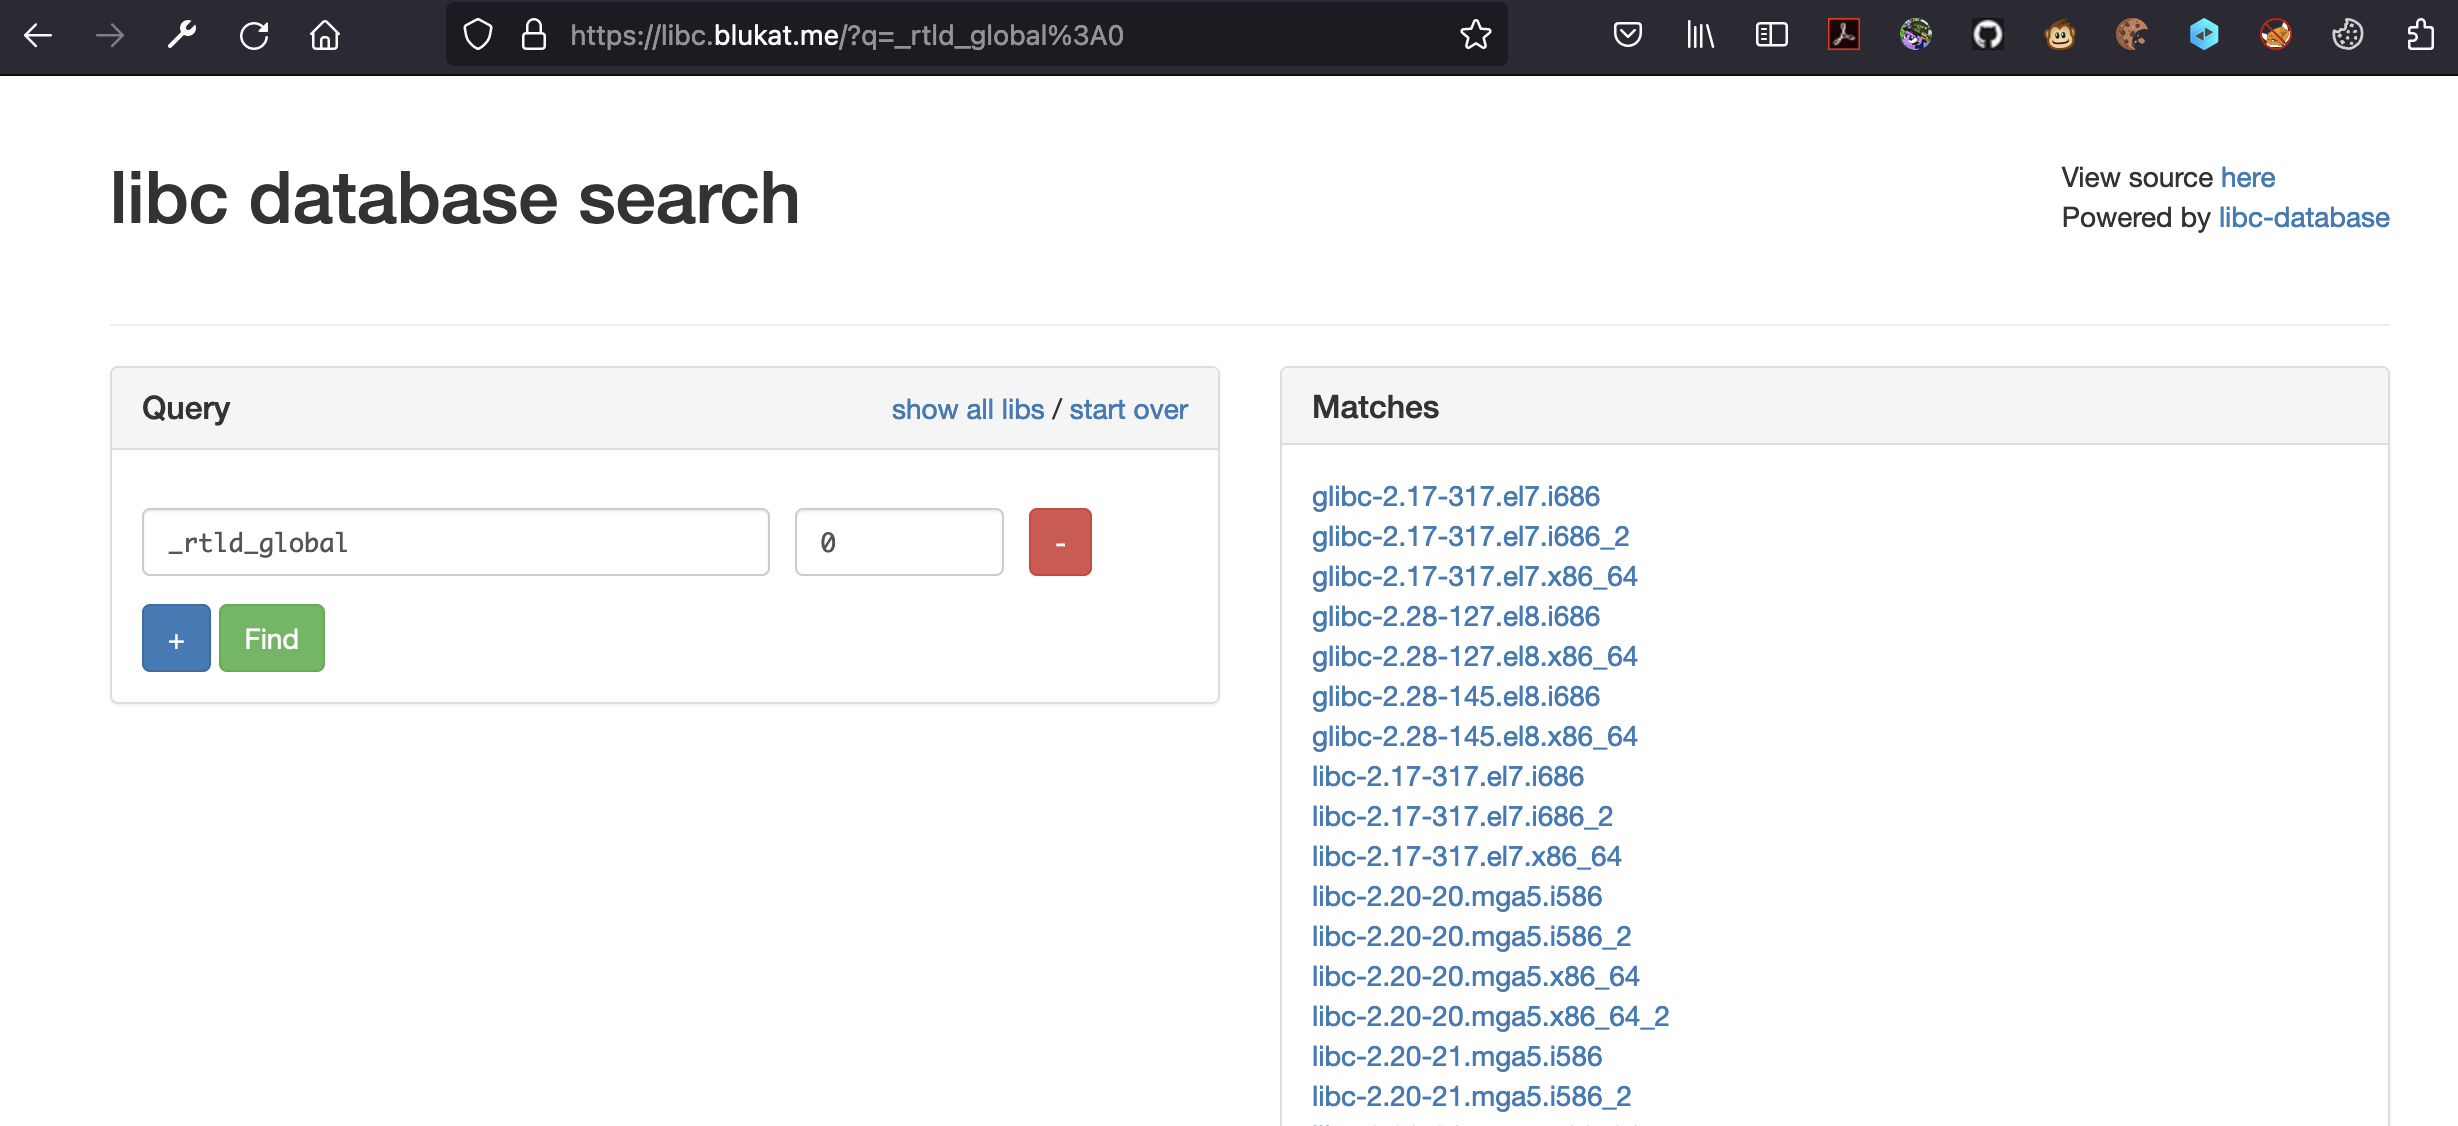 https://libc.blukat.me/?q=_rtld_global%3A0
libc database search
View source here
Powered by libc-database
Query
show all libs / start over
_rtld_global
0
-
+
Find
Matches
glibc-2.17-317.el7.i686
glibc-2.17-317.el7.i686_2
glibc-2.17-317.el7.x86_64
glibc-2.28-127.el8.i686
glibc-2.28-127.el8.x86_64
glibc-2.28-145.el8.i686
glibc-2.28-145.el8.x86_64
libc-2.17-317.el7.i686
libc-2.17-317.el7.i686_2
libc-2.17-317.el7.x86_64
libc-2.20-20.mga5.i586
libc-2.20-20.mga5.i586_2
libc-2.20-20.mga5.x86_64
libc-2.20-20.mga5.x86_64_2
libc-2.20-21.mga5.i586
libc-2.20-21.mga5.i586_2